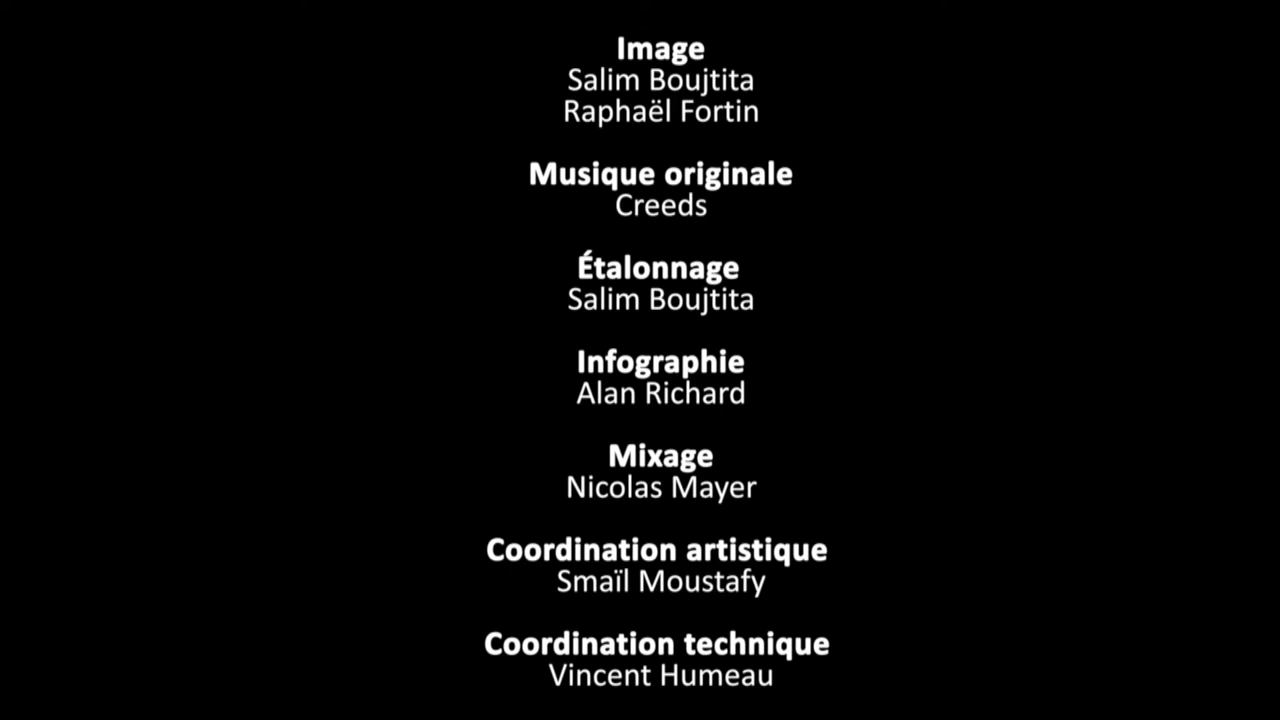 Image
Salim Boujtita
Raphaël Fortin
Musique originale
Creeds
Étalonnage
Salim Boujtita
Infographie
Alan Richard
Mixage
Nicolas Mayer
Coordination artistique
Smaïl Moustafy
Coordination technique
Vincent Humeau